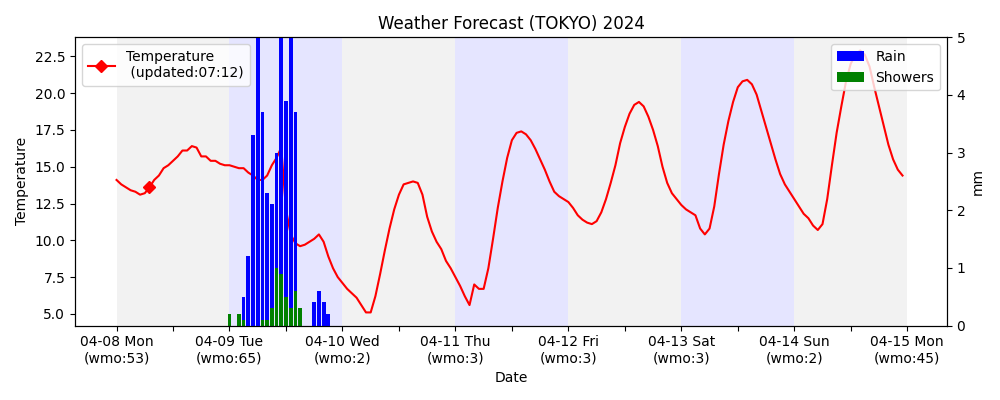 Weather Forecast (TOKYO) 2024
Temperature
(updated:07:12)
Rain
Showers
Temperature
22.5
20.0
17.5
15.0
12.5
10.0
7.5
5.0
5
4
3
2
1
0
mm
04-08 Mon
(wmo:53)
04-09 Tue
(wmo:65)
04-10 Wed
(wmo:2)
04-11 Thu
(wmo:3)
04-12 Fri
(wmo:3)
04-13 Sat
(wmo:3)
04-14 Sun
(wmo:2)
04-15 Mon
(wmo:45)
Date